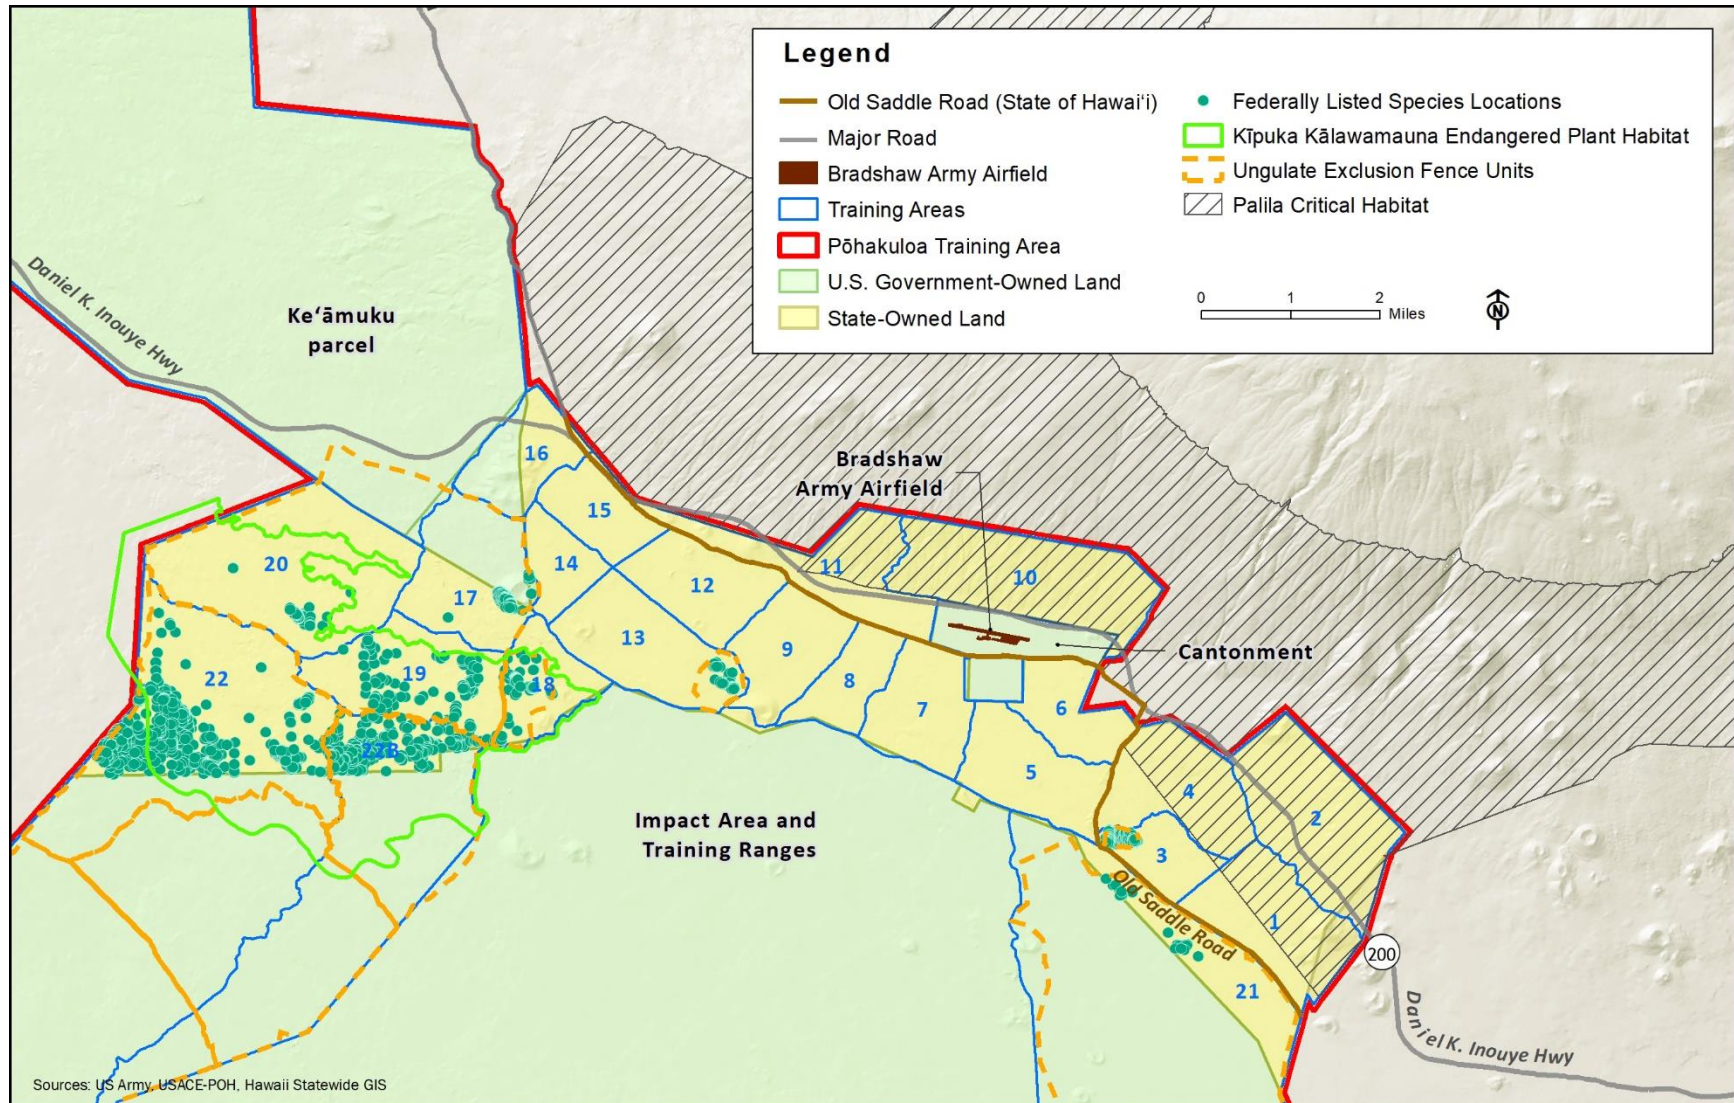 Legend
Old Saddle Road (State of Hawaiʻi)
Major Road
Bradshaw Army Airfield
Training Areas
Pōhakuloa Training Area
U.S. Government-Owned Land
State-Owned Land
Federally Listed Species Locations
Kīpuka Kālawamauna Endangered Plant Habitat
Ungulate Exclusion Fence Units
Palila Critical Habitat
0 1 2
Miles
N
Daniel K. Inouye Hwy
Keʻāmuku
parcel
16
15
14
12
11
10
Bradshaw
Army Airfield
Cantonment
20
17
13
9
8
7
6
22
19
18
22B
5
4
2
3
1
21
Impact Area and
Training Ranges
Old Saddle Road
200
Daniel K. Inouye Hwy
Sources: US Army, USACE-POH, Hawaii Statewide GIS